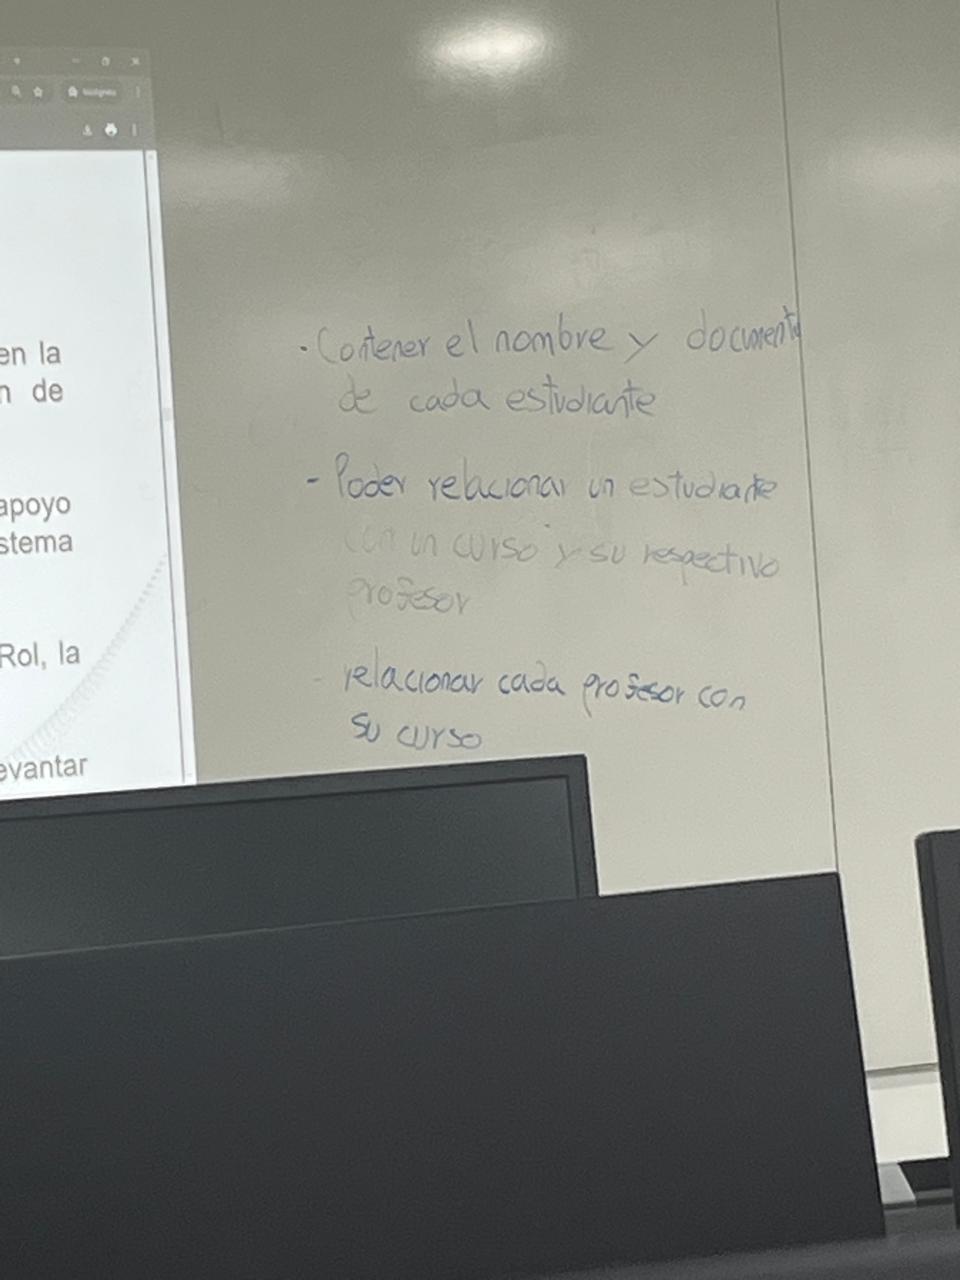 en la
n de
apoyo
stema
Rol, la
evantar
· Contener el nombre y documento
de cada estudiante
- Poder relacionar un estudiante
con un curso y su respectivo
profesor
- relacionar cada profesor con
su curso